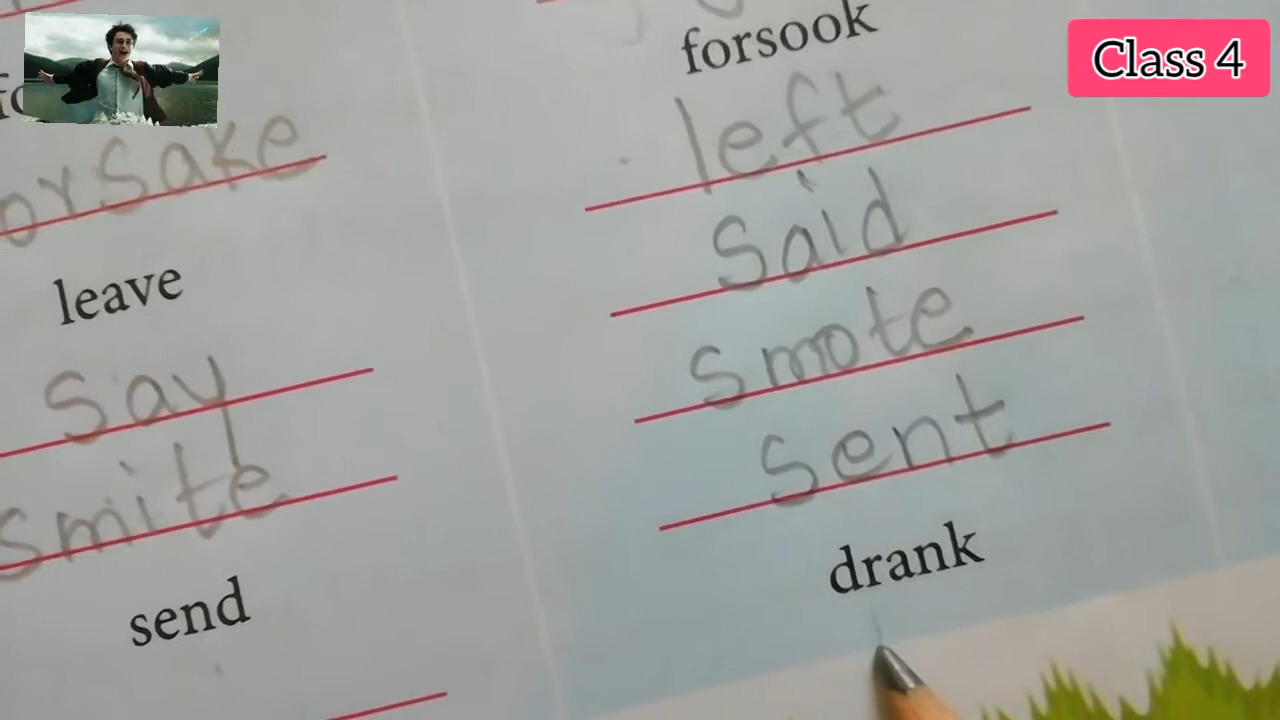 Class 4
forsook
orsake left
leave said
say smote
smite sent
send drank